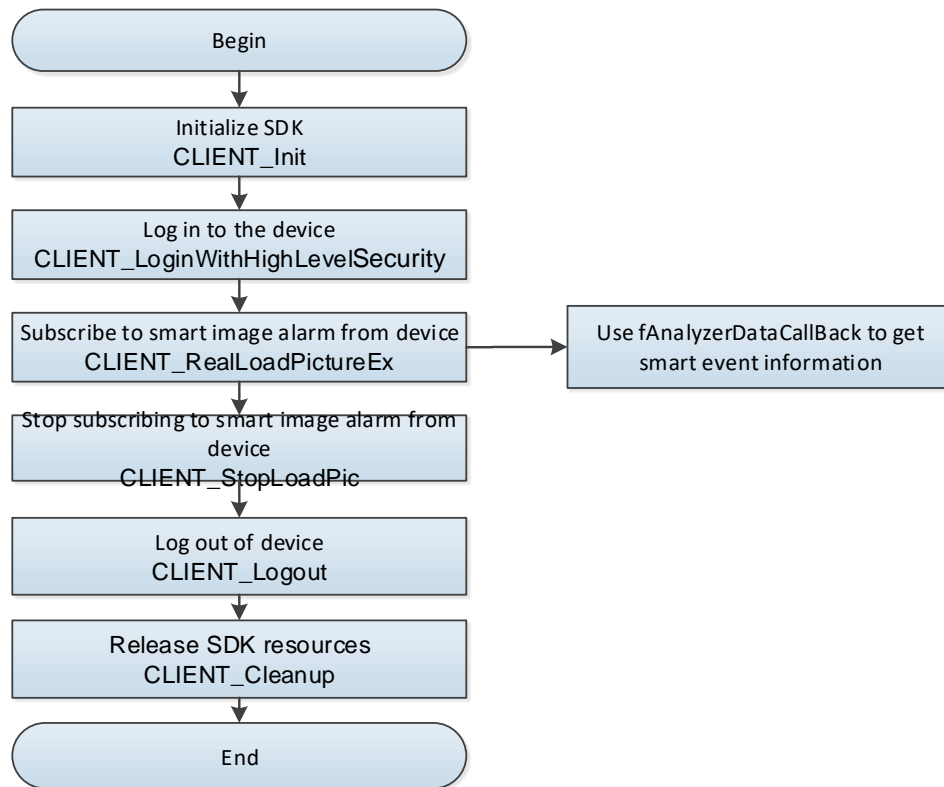 Begin
Initialize SDK
CLIENT_Init
Log in to the device
CLIENT_LoginWithHighLevelSecurity
Subscribe to smart image alarm from device
CLIENT_RealLoadPictureEx
Use fAnalyzerDataCallBack to get
smart event information
Stop subscribing to smart image alarm from
device
CLIENT_StopLoadPic
Log out of device
CLIENT_Logout
Release SDK resources
CLIENT_Cleanup
End